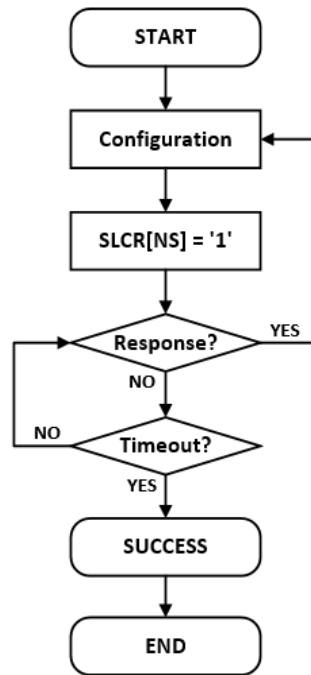 START
Configuration
SLCR[NS] = '1'
Response?
YES
NO
Timeout?
NO
YES
SUCCESS
END